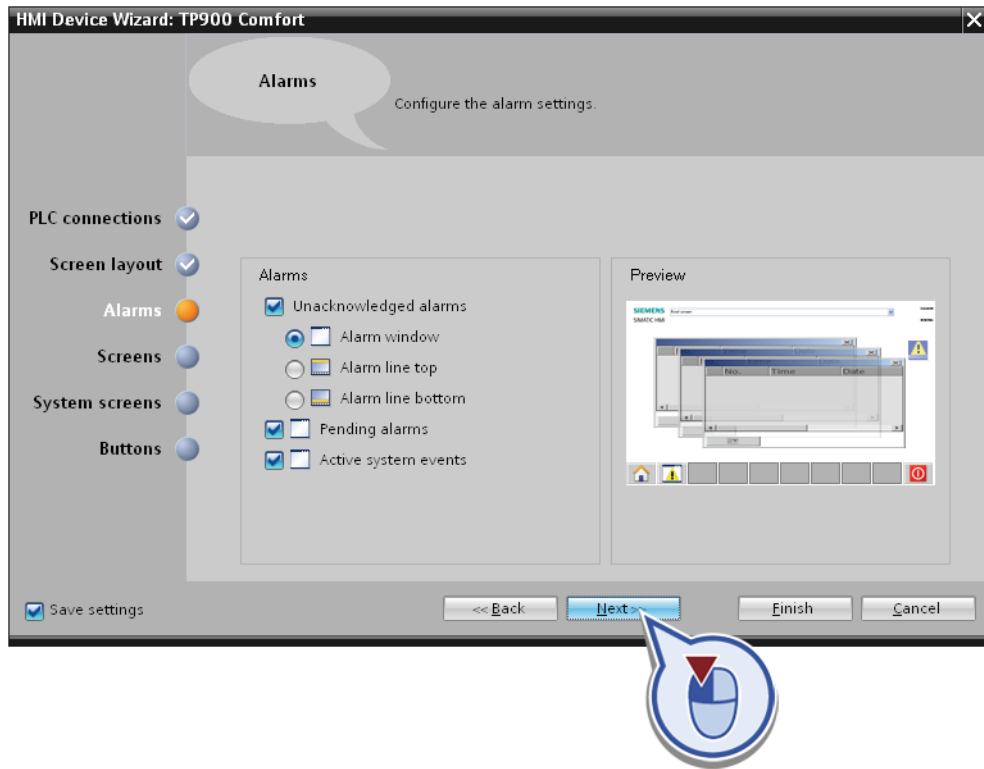 HMI Device Wizard: TP900 Comfort
Alarms
Configure the alarm settings.
PLC connections
Screen layout
Alarms
Screens
System screens
Buttons
Alarms
Unacknowledged alarms
Alarm window
Alarm line top
Alarm line bottom
Pending alarms
Active system events
Preview
SIEMENS
SIMATIC HMI
No. Time Date
Save settings
<< Back
Next >>
Finish
Cancel